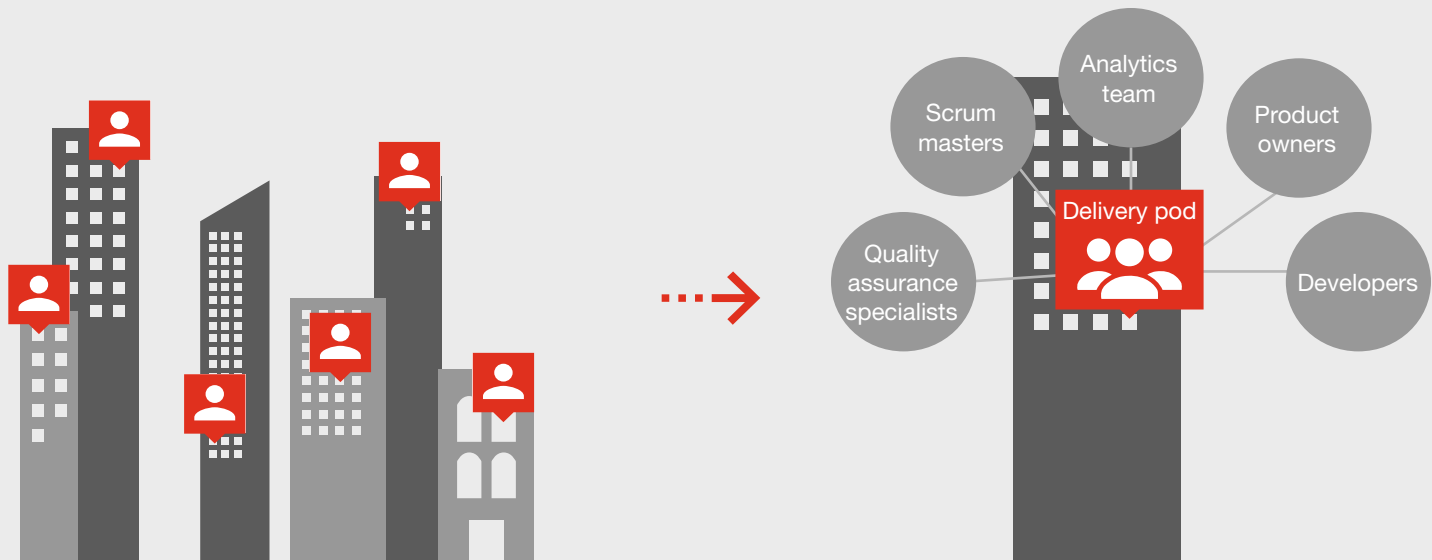 Analytics
team
Scrum
masters
Product
owners
Delivery pod
Quality
assurance
specialists
Developers